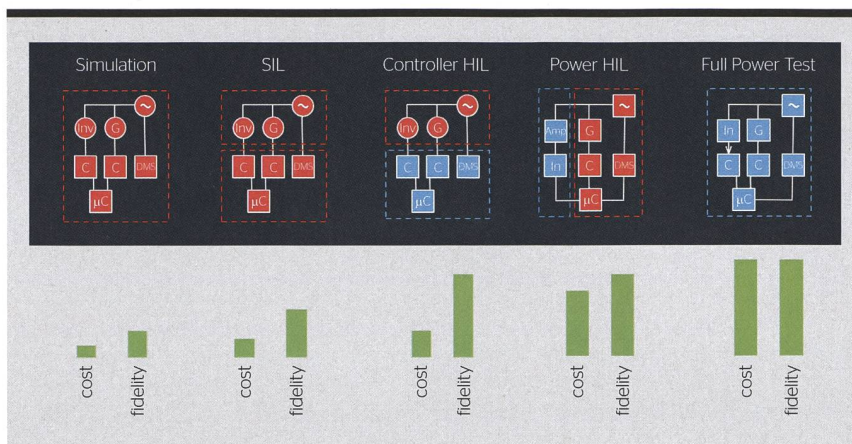 Simulation
SIL
Controller HIL
Power HIL
Full Power Test
Inv G ~
C C DMS
µC
Inv G ~
C C DMS
µC
Inv G ~
C C DMS
µC
Amp G ~
In C DMS
µC
In G ~
C C DMS
µC
cost
fidelity
cost
fidelity
cost
fidelity
cost
fidelity
cost
fidelity